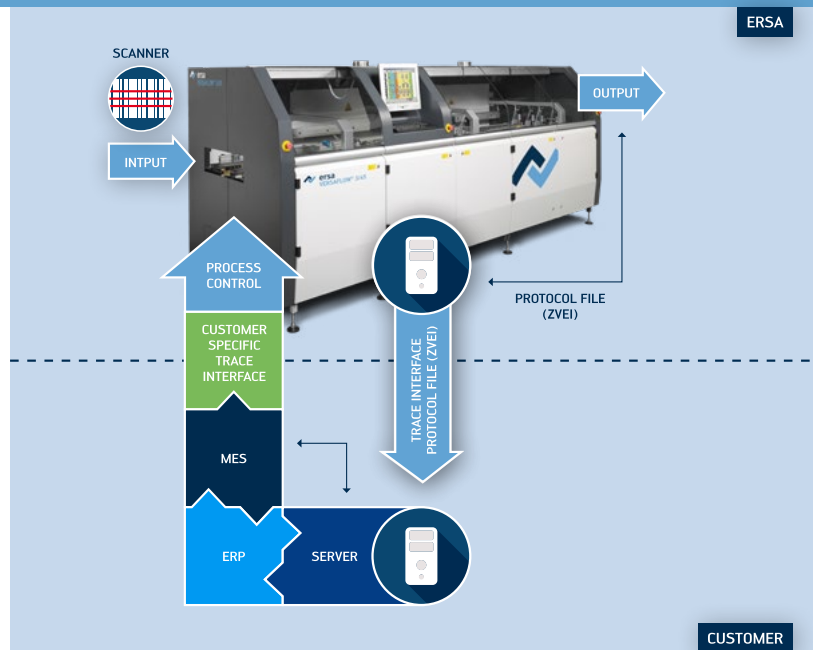 ERSA
SCANNER
OUTPUT
INTPUT
ersa
ersa
VERSAFLOW
PROCESS
CONTROL
PROTOCOL FILE
(ZVEI)
CUSTOMER
SPECIFIC
TRACE
INTERFACE
TRACE INTERFACE
PROTOCOL FILE (ZVEI)
MES
ERP
SERVER
CUSTOMER